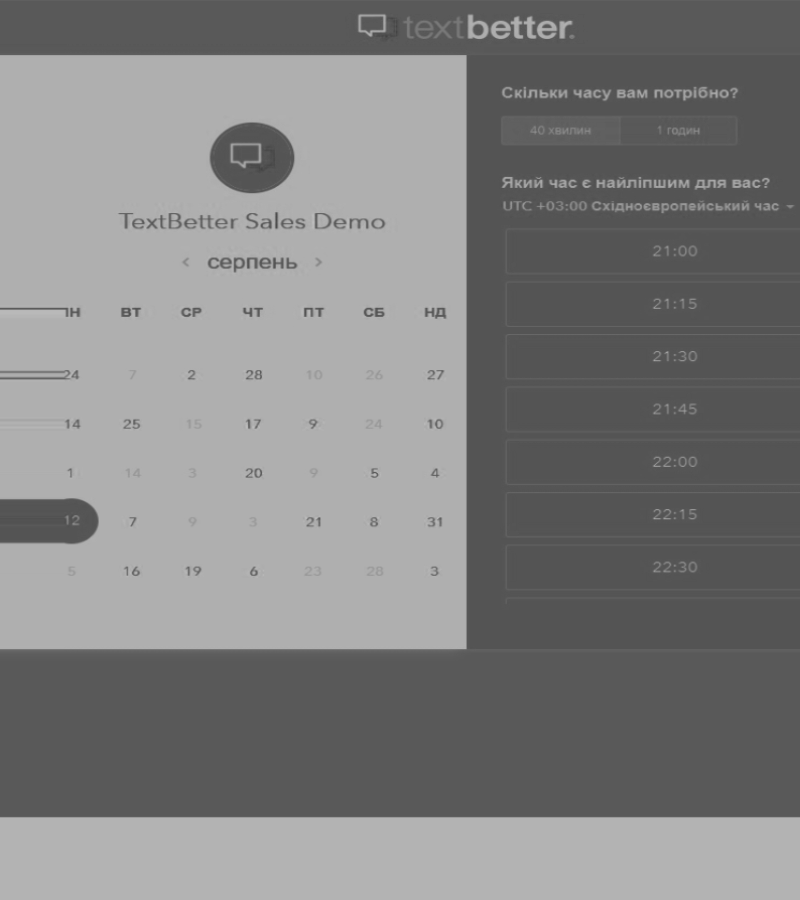 textbetter.
TextBetter Sales Demo
< серпень >
ПН ВТ СР ЧТ ПТ СБ НД
24 7 2 28 10 26 27
14 25 15 17 9 24 10
1 14 3 20 9 5 4
12 7 9 3 21 8 31
5 16 19 6 23 28 3
Скільки часу вам потрібно?
40 хвилин 1 годин
Який час є найліпшим для вас?
UTC +03:00 Східноєвропейський час
21:00
21:15
21:30
21:45
22:00
22:15
22:30